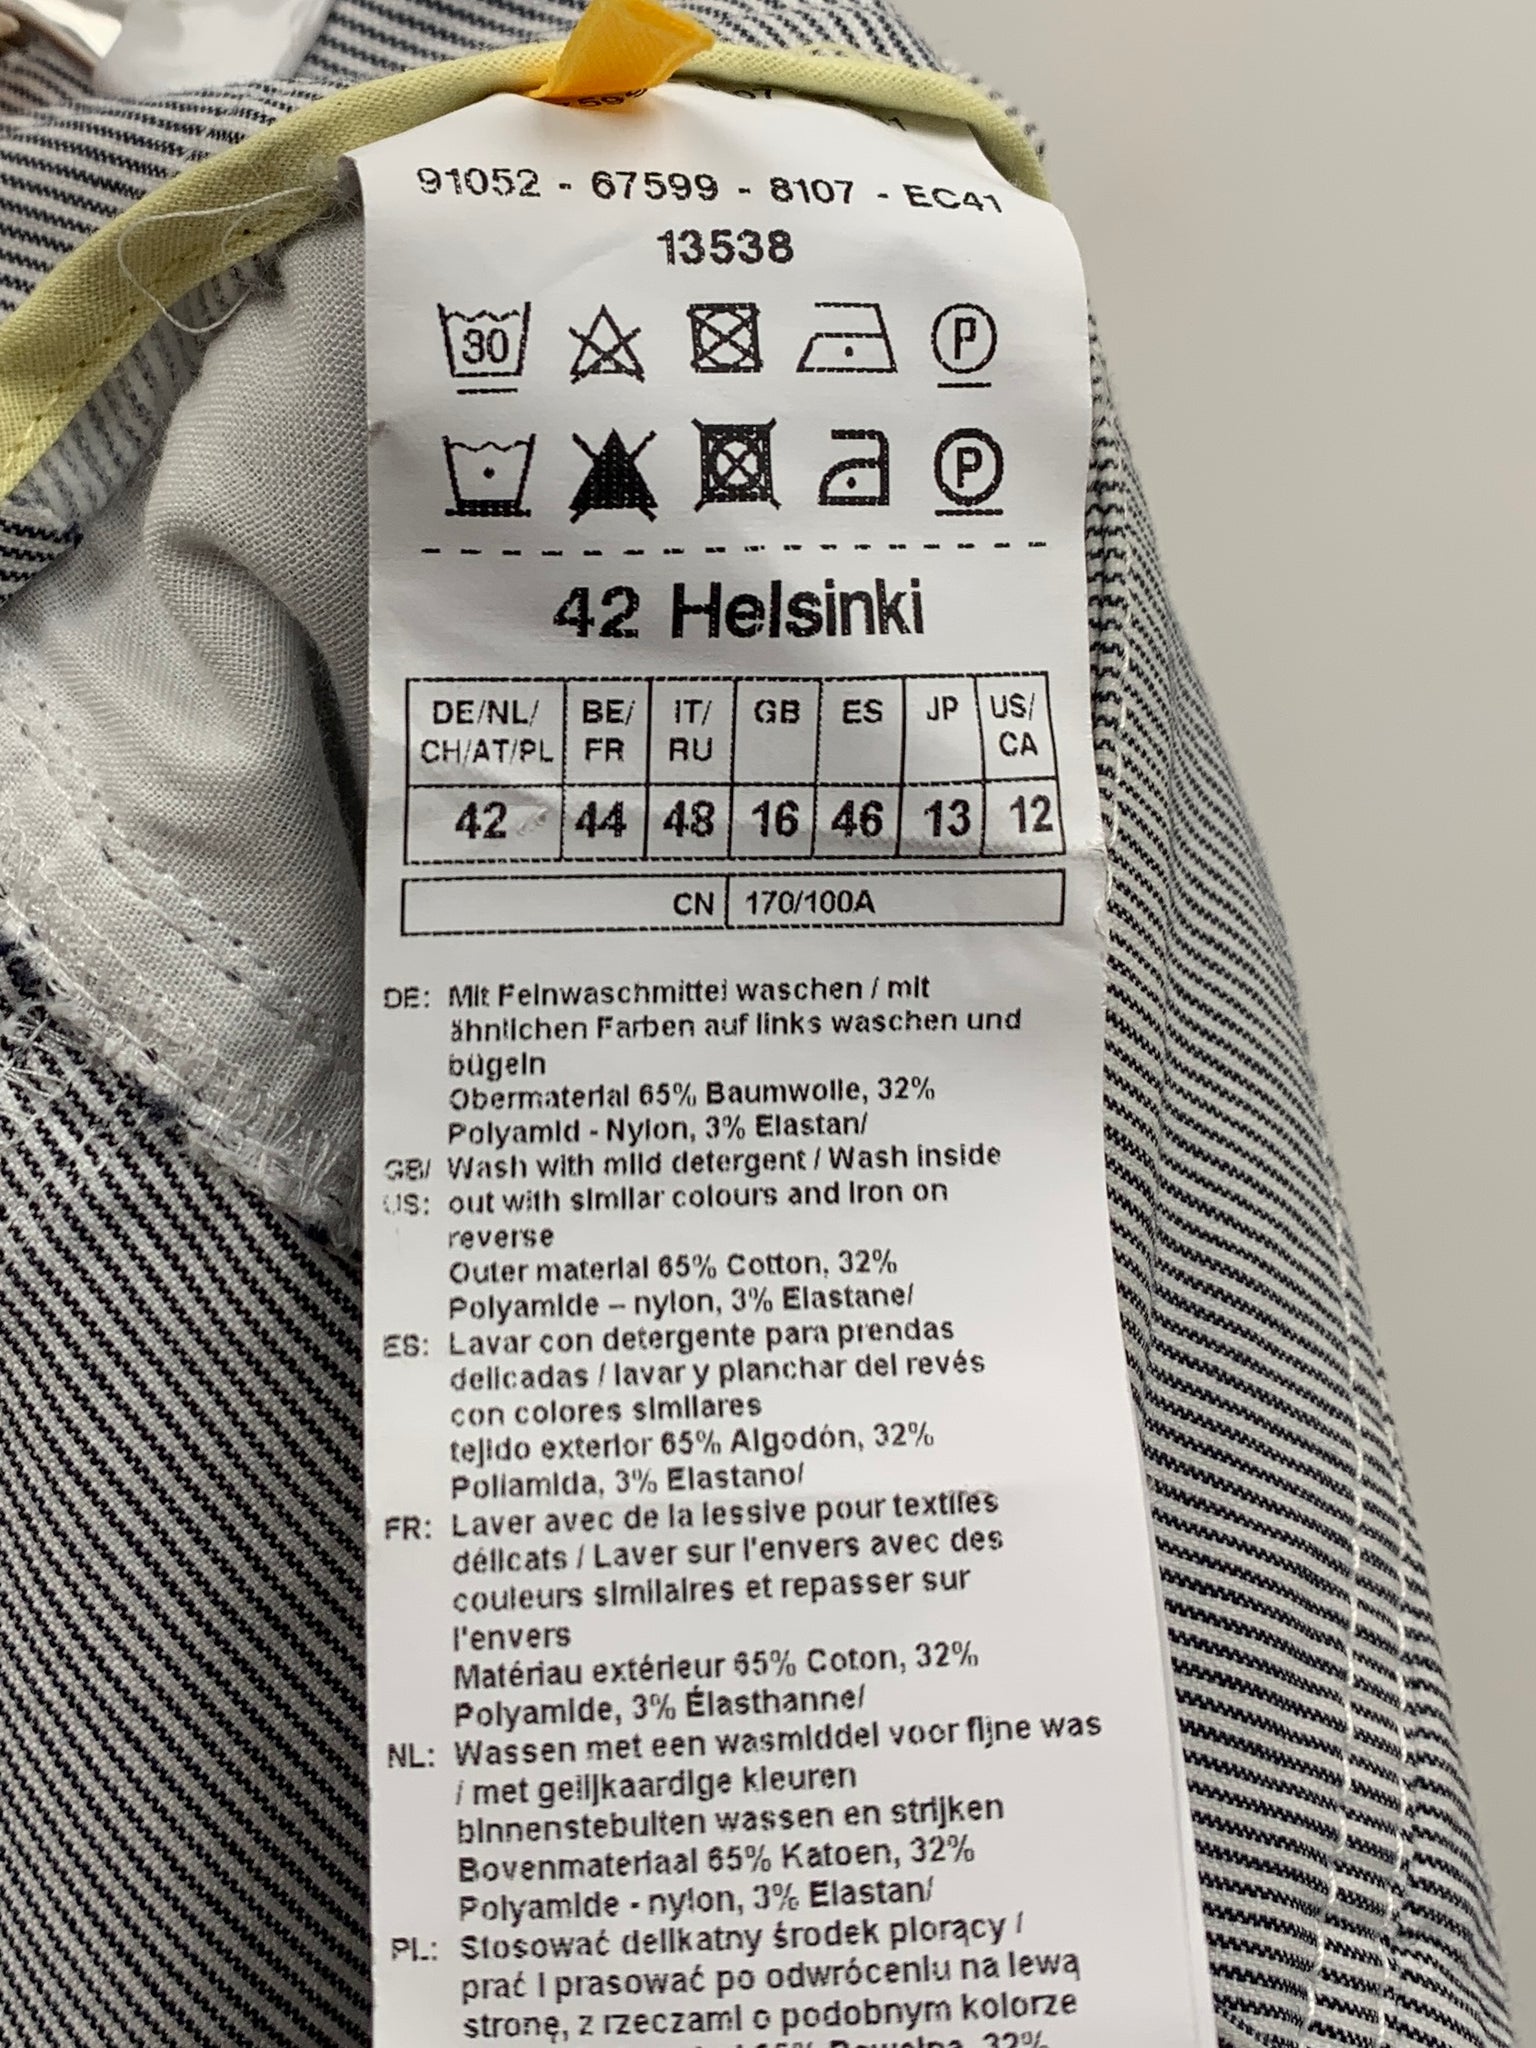 91052 - 67599 - 8107 - EC41
13538
30 P
P
42 Helsinki
DE/NL/ CH/AT/PL BE/ FR IT/ RU GB ES JP US/ CA
42 44 48 16 46 13 12
CN 170/100A
DE: Mit Feinwaschmittel waschen / mit
ähnlichen Farben auf links waschen und
bügeln
Obermaterial 65% Baumwolle, 32%
Polyamid - Nylon, 3% Elastan/
GB/ Wash with mild detergent / Wash inside
US: out with similar colours and iron on
reverse
Outer material 65% Cotton, 32%
Polyamide – nylon, 3% Elastane/
ES: Lavar con detergente para prendas
delicadas / lavar y planchar del revés
con colores similares
tejido exterior 65% Algodón, 32%
Poliamida, 3% Elastano/
FR: Laver avec de la lessive pour textiles
délicats / Laver sur l'envers avec des
couleurs similaires et repasser sur
l'envers
Matériau extérieur 65% Coton, 32%
Polyamide, 3% Élasthanne/
NL: Wassen met een wasmiddel voor fijne was
/ met gelijkaardige kleuren
binnenstebuiten wassen en strijken
Bovenmateriaal 65% Katoen, 32%
Polyamide - nylon, 3% Elastan/
PL: Stosować delikatny środek piorący /
prać i prasować po odwróceniu na lewą
stronę, z rzeczami o podobnym kolorze
65% Bawełna, 32%